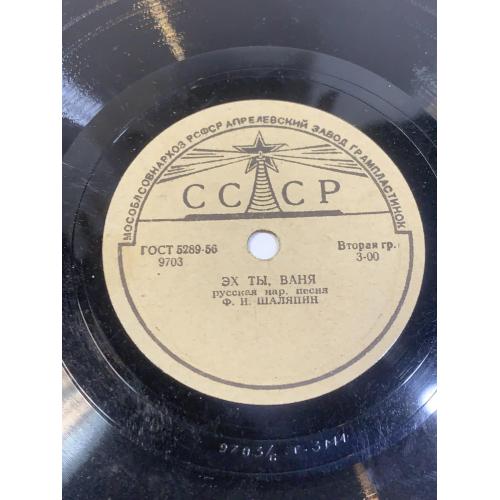 МОСОБЛСОВНАРХОЗ РСФСР АПРЕЛЕВСКИЙ ЗАВОД ГРАМПЛАСТИНОК
СССР
ГОСТ 5289-56
9703
Вторая гр.
3-00
ЭХ ТЫ, ВАНЯ
русская нар. песня
Ф. И. ШАЛЯПИН